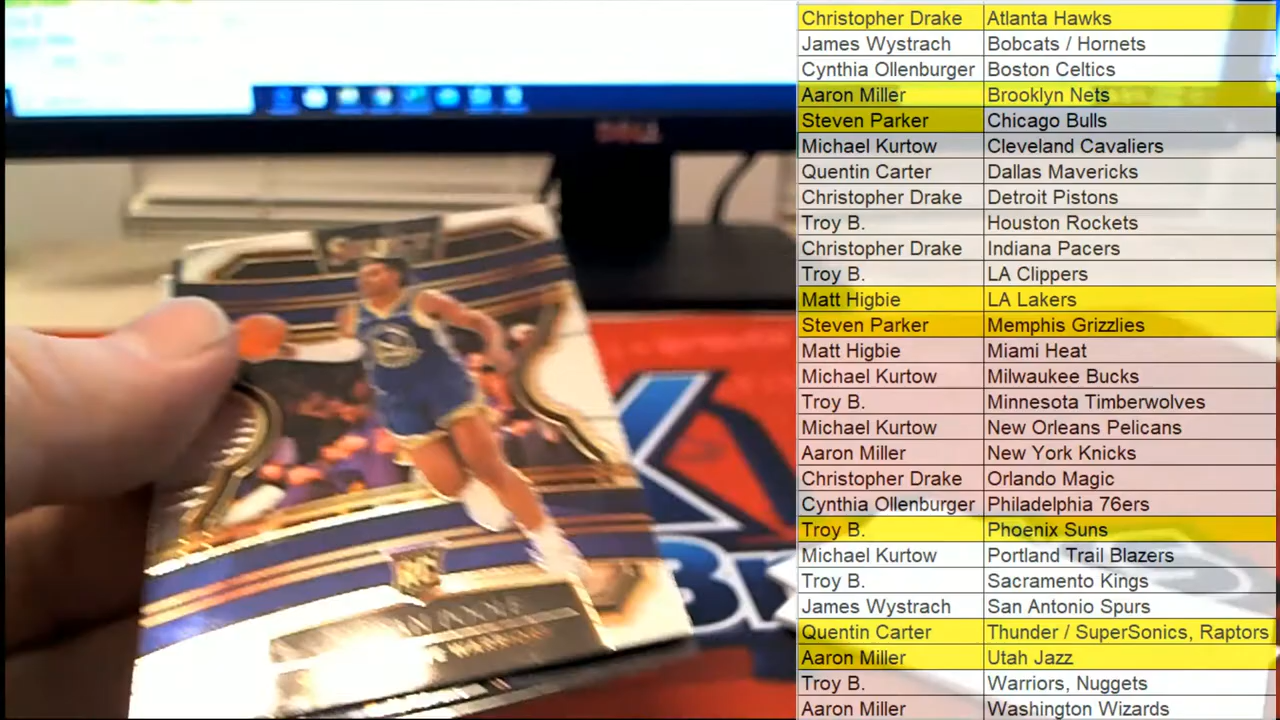 Christopher Drake Atlanta Hawks
James Wystrach Bobcats / Hornets
Cynthia Ollenburger Boston Celtics
Aaron Miller Brooklyn Nets
Steven Parker Chicago Bulls
Michael Kurtow Cleveland Cavaliers
Quentin Carter Dallas Mavericks
Christopher Drake Detroit Pistons
Troy B. Houston Rockets
Christopher Drake Indiana Pacers
Troy B. LA Clippers
Matt Higbie LA Lakers
Steven Parker Memphis Grizzlies
Matt Higbie Miami Heat
Michael Kurtow Milwaukee Bucks
Troy B. Minnesota Timberwolves
Michael Kurtow New Orleans Pelicans
Aaron Miller New York Knicks
Christopher Drake Orlando Magic
Cynthia Ollenburger Philadelphia 76ers
Troy B. Phoenix Suns
Michael Kurtow Portland Trail Blazers
Troy B. Sacramento Kings
James Wystrach San Antonio Spurs
Quentin Carter Thunder / SuperSonics, Raptors
Aaron Miller Utah Jazz
Troy B. Warriors, Nuggets
Aaron Miller Washington Wizards
DELL
SELECT
RC